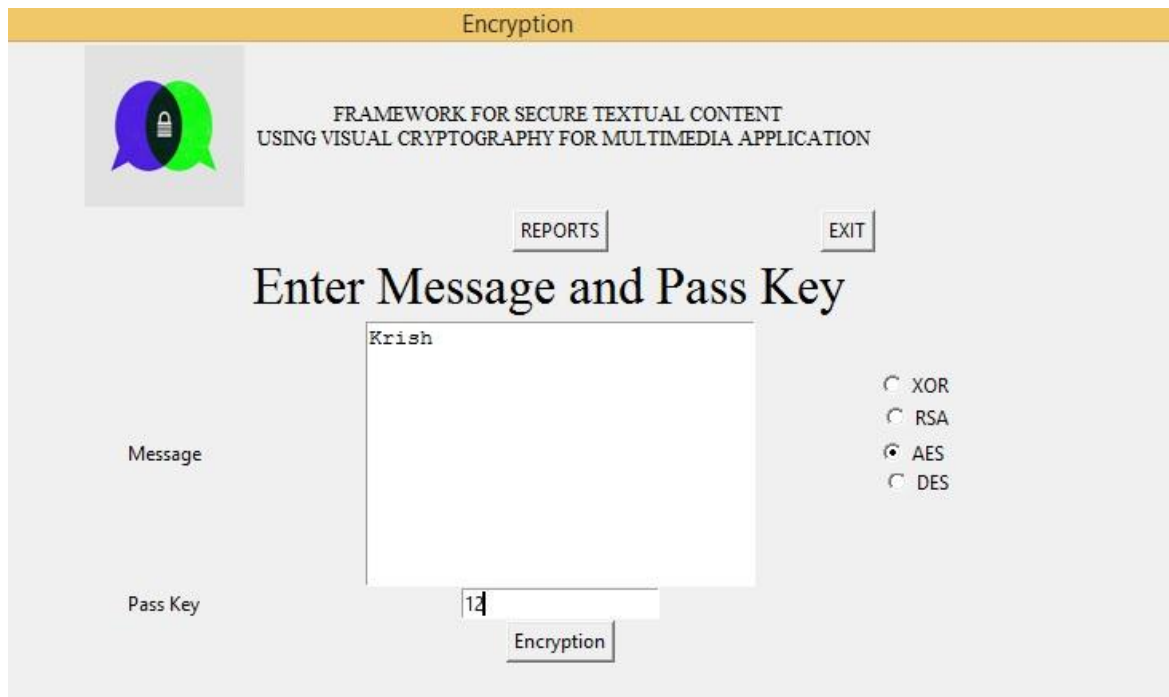 Encryption
FRAMEWORK FOR SECURE TEXTUAL CONTENT
USING VISUAL CRYPTOGRAPHY FOR MULTIMEDIA APPLICATION
REPORTS
EXIT
Enter Message and Pass Key
Krish
XOR
RSA
Message
AES
DES
Pass Key
12
Encryption